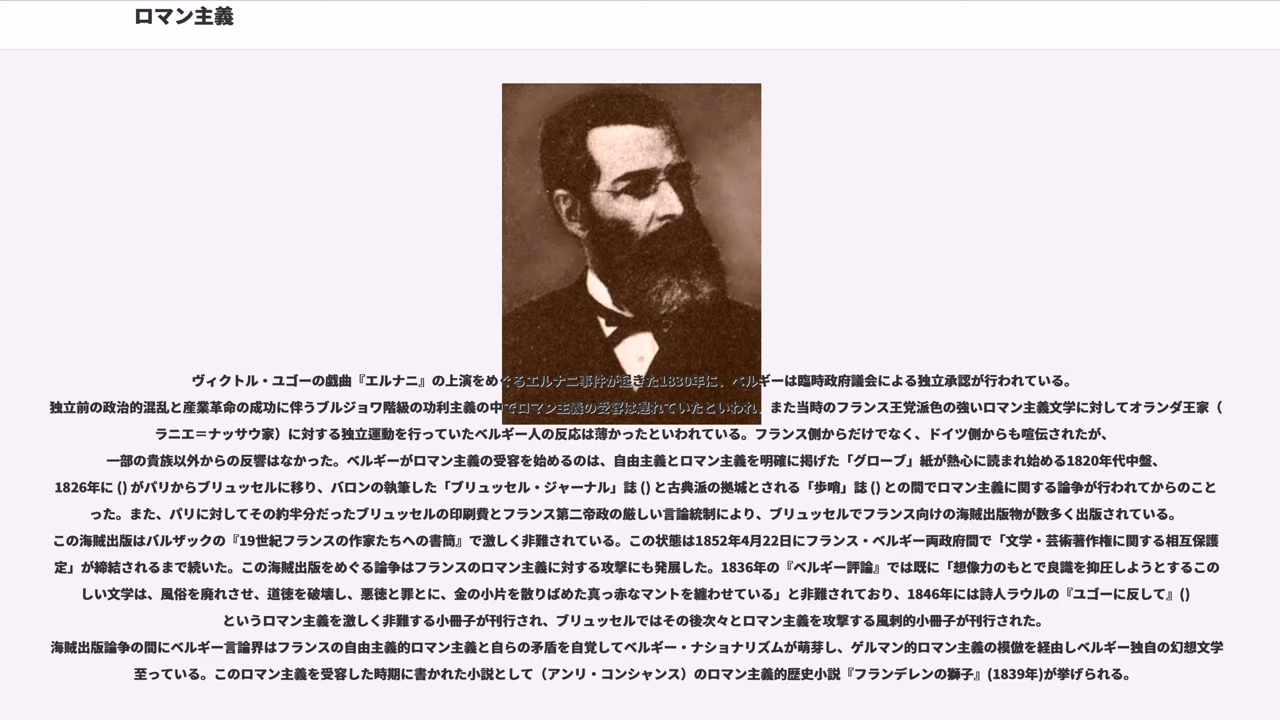 ロマン主義
ヴィクトル・ユゴーの戯曲『エルナニ』の上演をめぐるエルナニ事件が起きた1830年に、ベルギーは臨時政府議会による独立承認が行われている。
独立前の政治的混乱と産業革命の成功に伴うブルジョワ階級の功利主義の中でロマン主義の受容は遅れていたといわれ、また当時のフランス王党派色の強いロマン主義文学に対してオランダ王家（
ラニエ＝ナッサウ家）に対する独立運動を行っていたベルギー人の反応は薄かったといわれている。フランス側からだけでなく、ドイツ側からも喧伝されたが、
一部の貴族以外からの反響はなかった。ベルギーがロマン主義の受容を始めるのは、自由主義とロマン主義を明確に掲げた「グローブ」紙が熱心に読まれ始める1820年代中盤、
1826年に () がパリからブリュッセルに移り、バロンの執筆した「ブリュッセル・ジャーナル」誌 () と古典派の拠城とされる「歩哨」誌 () との間でロマン主義に関する論争が行われてからのこと
った。また、パリに対してその約半分だったブリュッセルの印刷費とフランス第二帝政の厳しい言論統制により、ブリュッセルでフランス向けの海賊出版物が数多く出版されている。
この海賊出版はバルザックの『19世紀フランスの作家たちへの書簡』で激しく非難されている。この状態は1852年4月22日にフランス・ベルギー両政府間で「文学・芸術著作権に関する相互保護
定」が締結されるまで続いた。この海賊出版をめぐる論争はフランスのロマン主義に対する攻撃にも発展した。1836年の『ベルギー評論』では既に「想像力のもとで良識を抑圧しようとするこの
しい文学は、風俗を廃れさせ、道徳を破壊し、悪徳と罪とに、金の小片を散りばめた真っ赤なマントを纏わせている」と非難されており、1846年には詩人ラウルの『ユゴーに反して』()
というロマン主義を激しく非難する小冊子が刊行され、ブリュッセルではその後次々とロマン主義を攻撃する風刺的小冊子が刊行された。
海賊出版論争の間にベルギー言論界はフランスの自由主義的ロマン主義と自らの矛盾を自覚してベルギー・ナショナリズムが萌芽し、ゲルマン的ロマン主義の模倣を経由しベルギー独自の幻想文学
至っている。このロマン主義を受容した時期に書かれた小説として（アンリ・コンシャンス）のロマン主義的歴史小説『フランデレンの獅子』(1839年)が挙げられる。